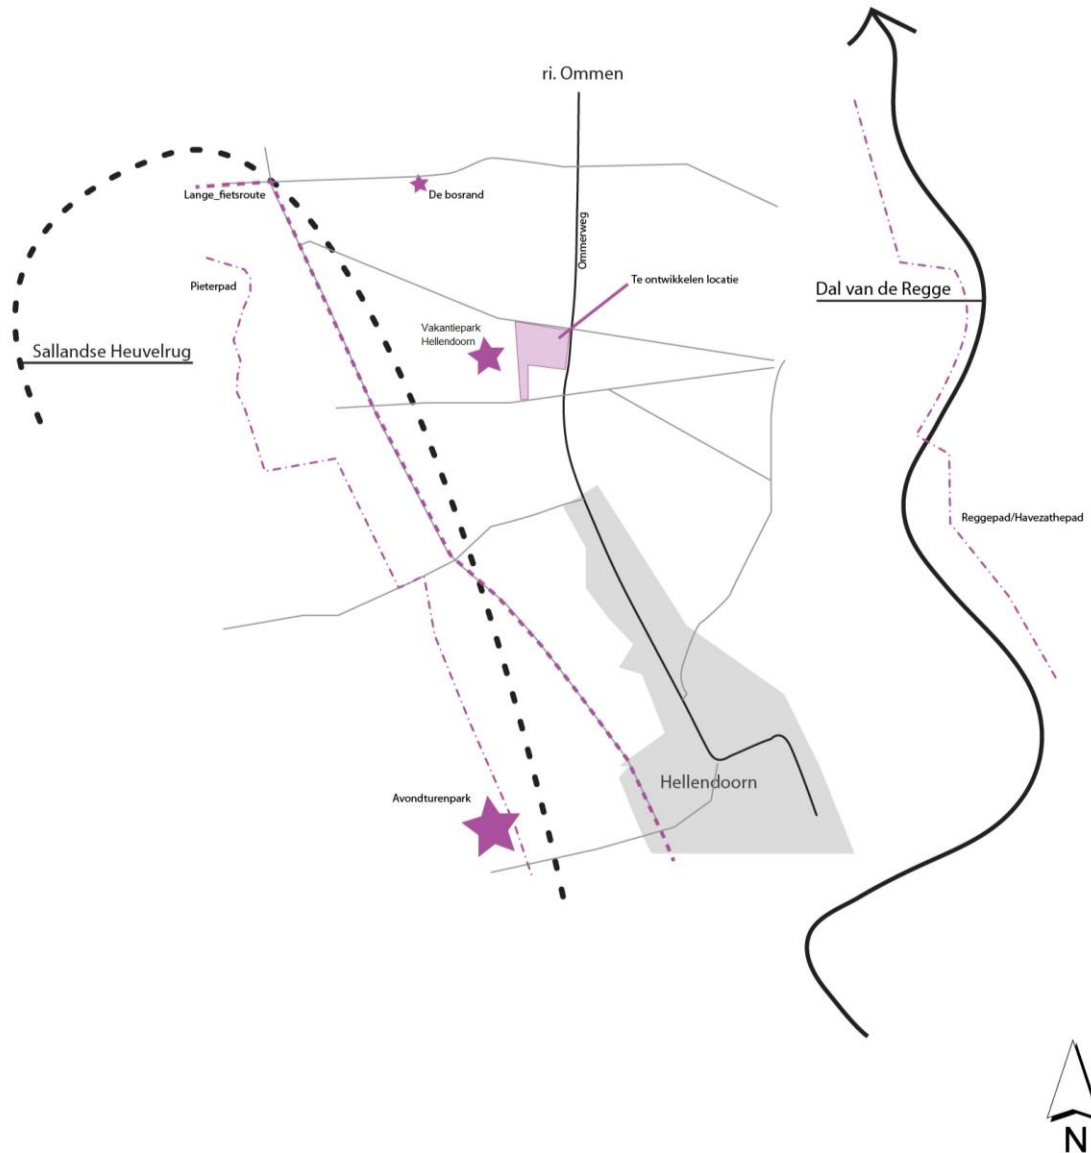 ri. Ommen
Lange_fietsroute
De bosrand
Ommerweg
Pieterpad
Te ontwikkelen locatie
Dal van de Regge
Vakantiepark
Hellendoorn
Sallandse Heuvelrug
Reggepad/Havezathepad
Hellendoorn
Avondturenpark
N